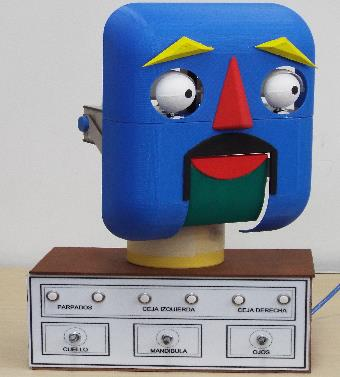 PARPADOS CEJA IZQUIERDA CEJA DERECHA
CUELLO MANDIBULA OJOS